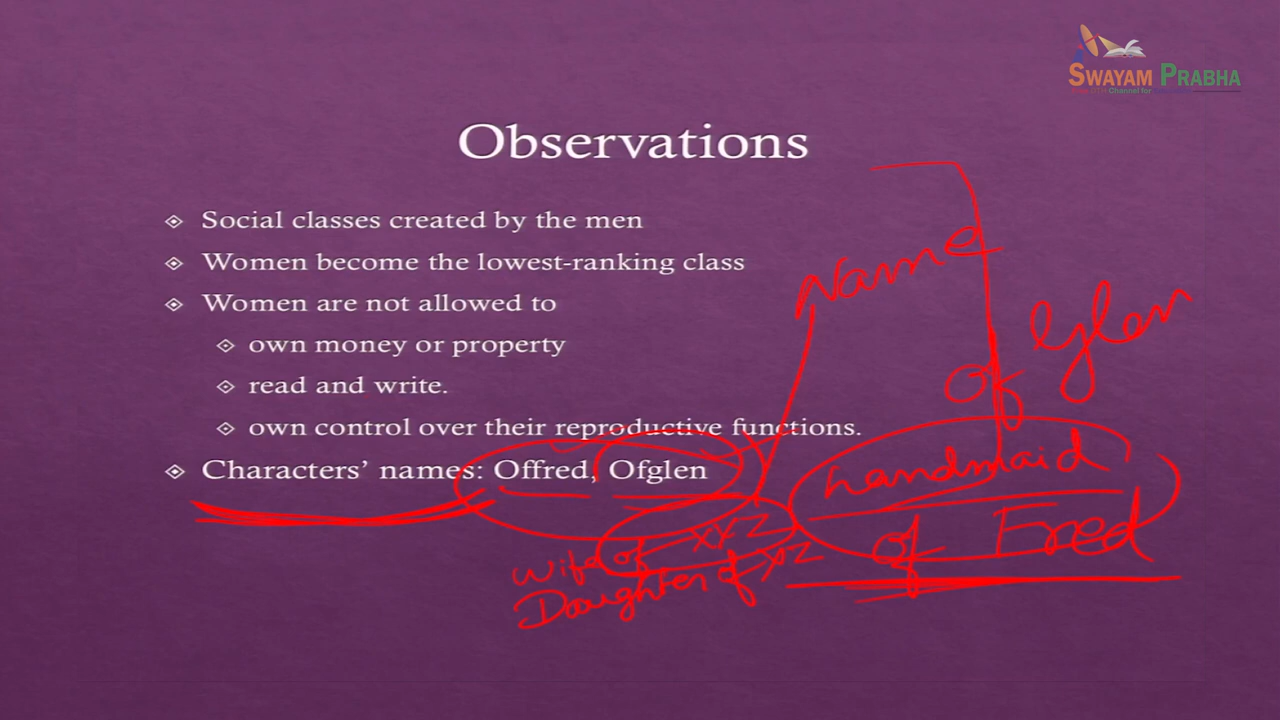 SWAYAM PRABHA
Observations
Social classes created by the men
Women become the lowest-ranking class
Women are not allowed to
own money or property
read and write.
own control over their reproductive functions.
Characters' names: Offred, Ofglen
Name
of Glen
handmaid
of Fred
Wife of XYZ
Daughter of XYZ